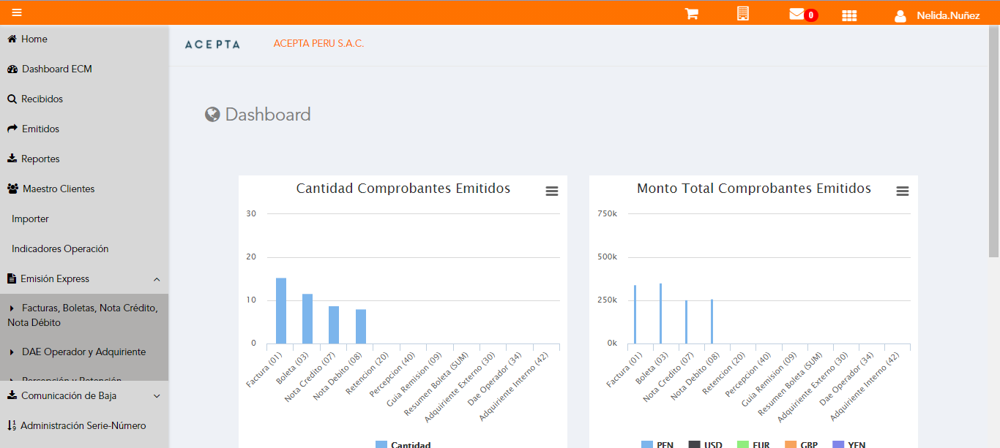 0
Nelida.Nuñez
Home
Dashboard ECM
Recibidos
Emitidos
Reportes
Maestro Clientes
Importer
Indicadores Operación
Emisión Express
Facturas, Boletas, Nota Crédito,
Nota Débito
DAE Operador y Adquiriente
Percepción y Retención
Comunicación de Baja
Administración Serie-Número
ACEPTA
ACEPTA PERU S.A.C.
Dashboard
Cantidad Comprobantes Emitidos
30
20
10
0
Factura (01)
Boleta (03)
Nota Credito (07)
Nota Debito (08)
Retencion (20)
Percepcion (40)
Guia Remision (09)
Resumen Boleta (SUM)
Adquiriente Externo (30)
Dae Operador (34)
Adquiriente Interno (42)
Cantidad
Monto Total Comprobantes Emitidos
750k
500k
250k
0k
Factura (01)
Boleta (03)
Nota Credito (07)
Nota Debito (08)
Retencion (20)
Percepcion (40)
Guia Remision (09)
Resumen Boleta (SUM)
Adquiriente Externo (30)
Dae Operador (34)
Adquiriente Interno (42)
PEN USD EUR GBP YEN